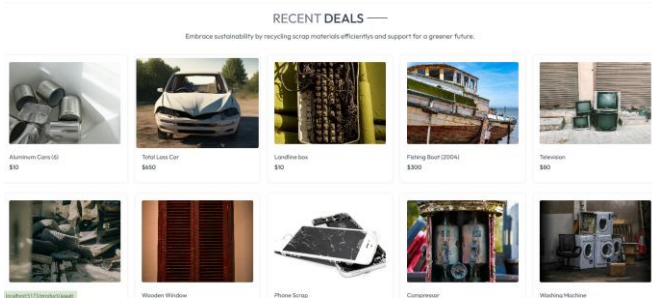 RECENT DEALS
Embrace sustainability by recycling scrap materials efficientlys and support for a greener future.
Aluminum Cans (6)
$10
Total Loss Car
$650
Landline box
$10
Fishing Boat (2004)
$300
Television
$80
Wooden Window
Phone Scrap
Compressor
Washing Machine